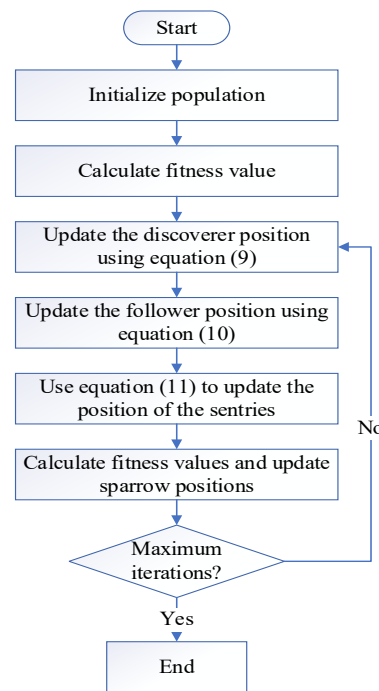 Start
Initialize population
Calculate fitness value
Update the discoverer position
using equation (9)
Update the follower position using
equation (10)
Use equation (11) to update the
position of the sentries
No
Calculate fitness values and update
sparrow positions
Maximum
iterations?
Yes
End